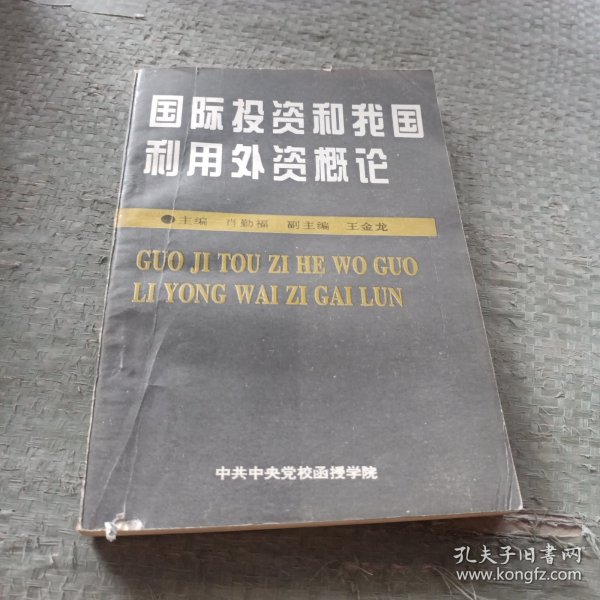 国际投资和我国
利用外资概论
主编 肖勤福 副主编 王金龙
GUO JI TOU ZI HE WO GUO
LI YONG WAI ZI GAI LUN
中共中央党校函授学院
孔夫子旧书网
www.kongfz.com